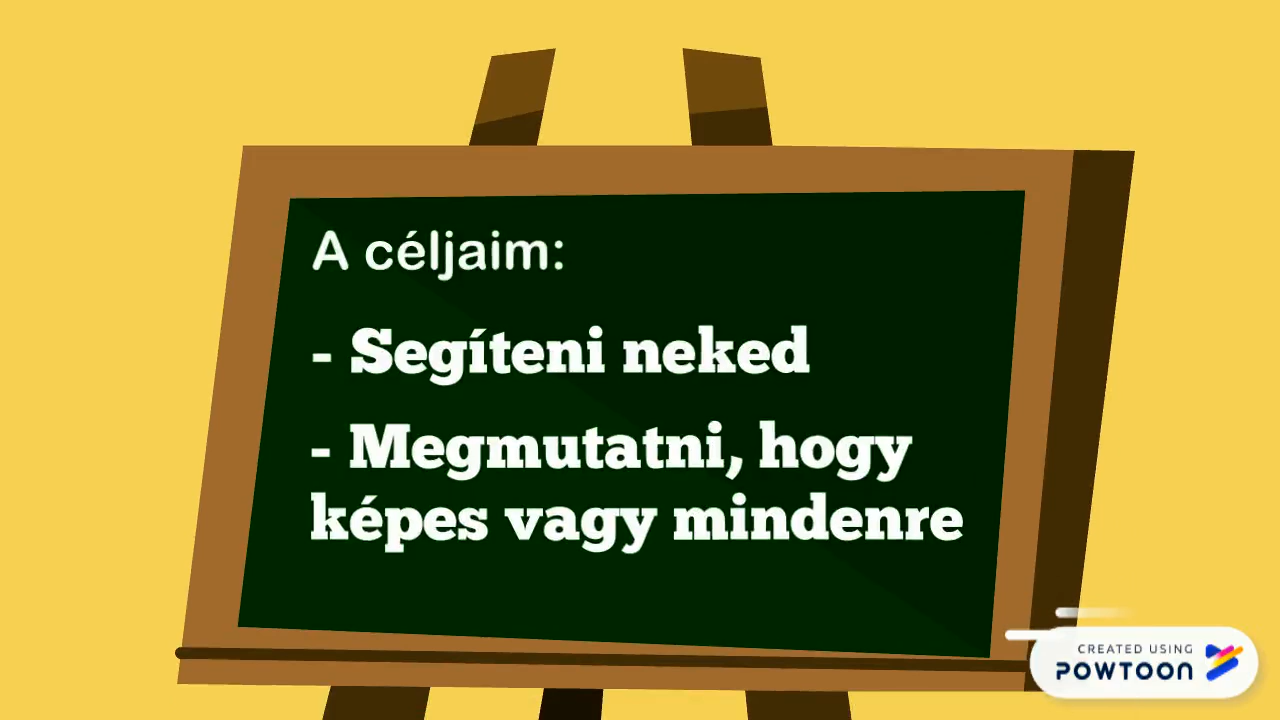 A céljaim:
- Segíteni neked
- Megmutatni, hogy
képes vagy mindenre
CREATED USING
POWTOON